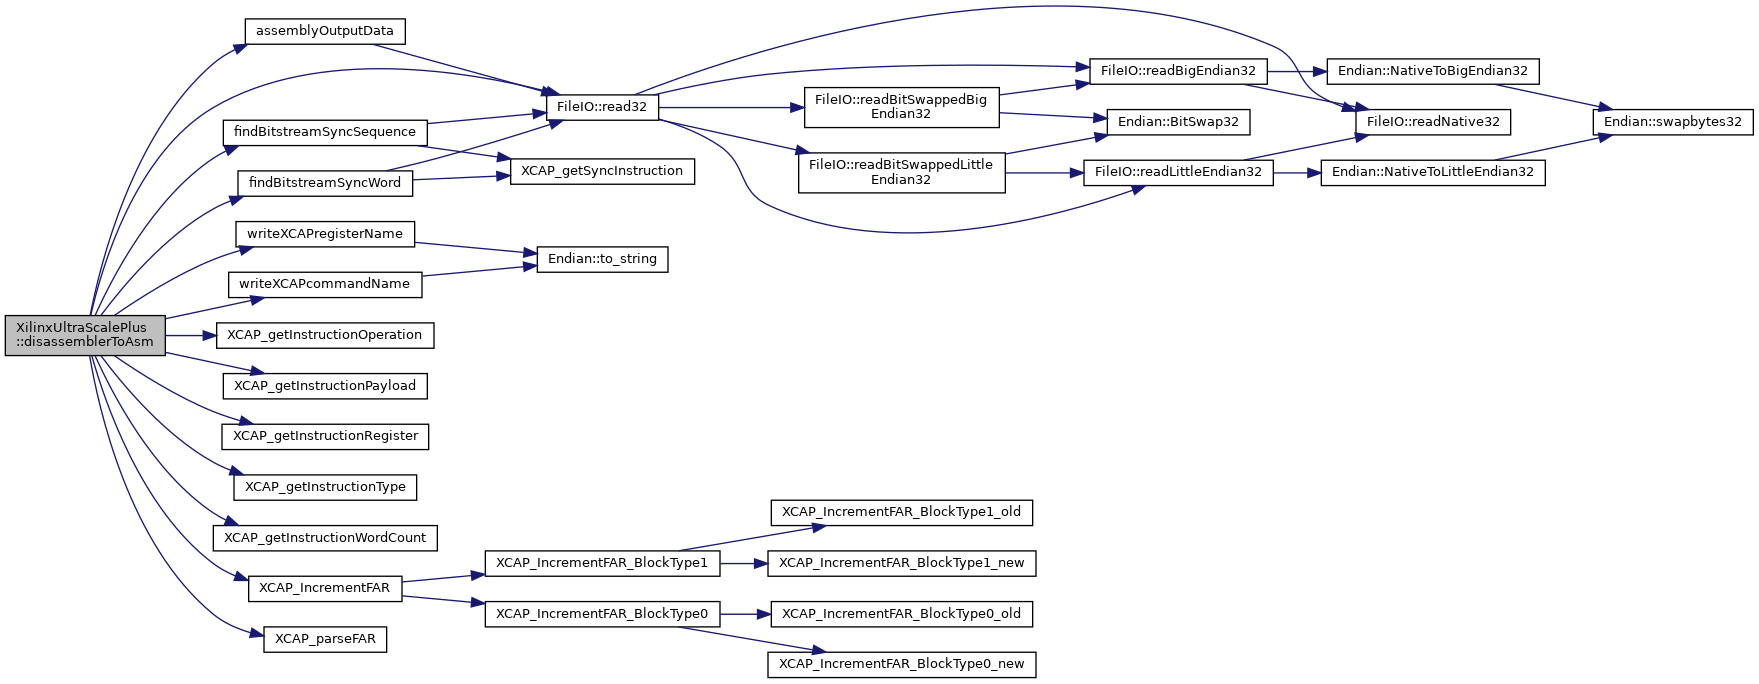 XilinxUltraScalePlus
::disassemblerToAsm
assemblyOutputData
findBitstreamSyncSequence
findBitstreamSyncWord
writeXCAPregisterName
writeXCAPcommandName
XCAP_getInstructionOperation
XCAP_getInstructionPayload
XCAP_getInstructionRegister
XCAP_getInstructionType
XCAP_getInstructionWordCount
XCAP_IncrementFAR
XCAP_parseFAR
FileIO::read32
XCAP_getSyncInstruction
Endian::to_string
XCAP_IncrementFAR_BlockType1
XCAP_IncrementFAR_BlockType0
FileIO::readBitSwappedBig
Endian32
FileIO::readBitSwappedLittle
Endian32
XCAP_IncrementFAR_BlockType1_old
XCAP_IncrementFAR_BlockType1_new
XCAP_IncrementFAR_BlockType0_old
XCAP_IncrementFAR_BlockType0_new
FileIO::readBigEndian32
Endian::BitSwap32
FileIO::readLittleEndian32
Endian::NativeToBigEndian32
FileIO::readNative32
Endian::NativeToLittleEndian32
Endian::swapbytes32